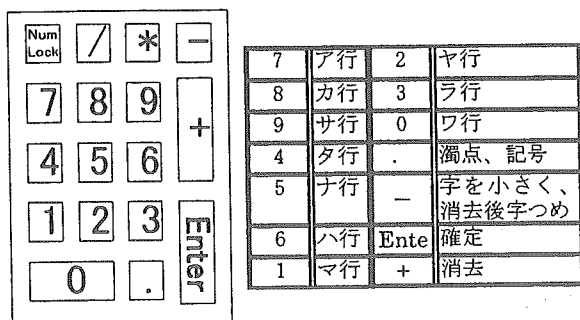 Num Lock / * −
7 8 9 +
4 5 6
1 2 3 Enter
0 .
7 ア行 2 ヤ行
8 カ行 3 ラ行
9 サ行 0 ワ行
4 タ行 . 濁点、記号
5 ナ行 − 字を小さく、
消去後字つめ
6 ハ行 Ente 確定
1 マ行 + 消去